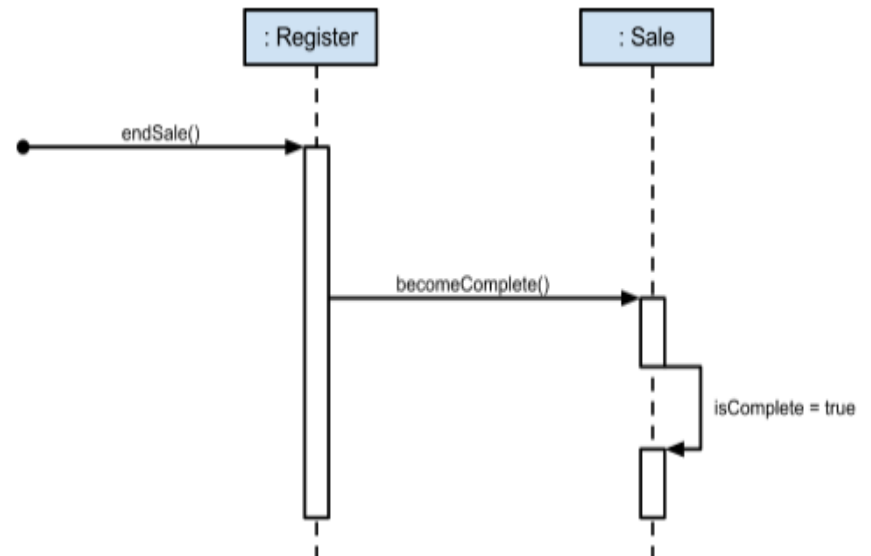 : Register
: Sale
endSale()
becomeComplete()
isComplete = true